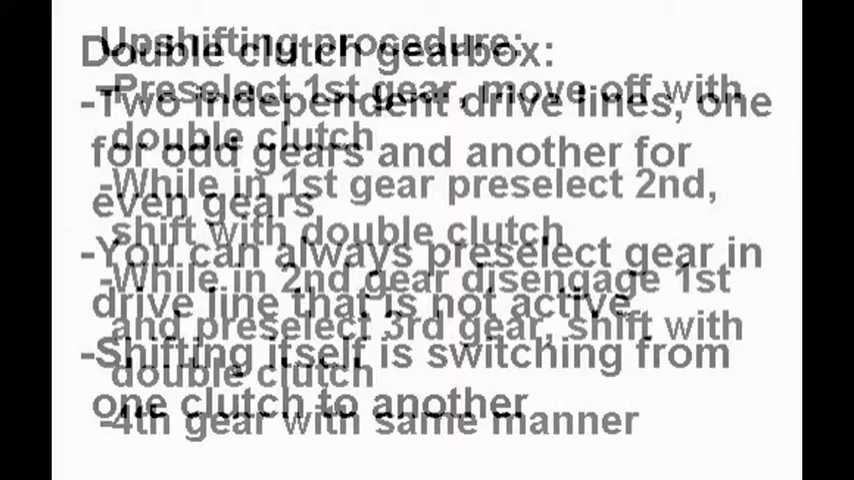 Double clutch gearbox:
-Two independent drive lines, one
for odd gears and another for
even gears
-You can always preselect gear in
drive line that is not active
-Shifting itself is switching from
one clutch to another
Upshifting procedure:
-Preselect 1st gear, move off with
double clutch
-While in 1st gear preselect 2nd,
shift with double clutch
-While in 2nd gear disengage 1st
and preselect 3rd gear, shift with
double clutch
-4th gear with same manner